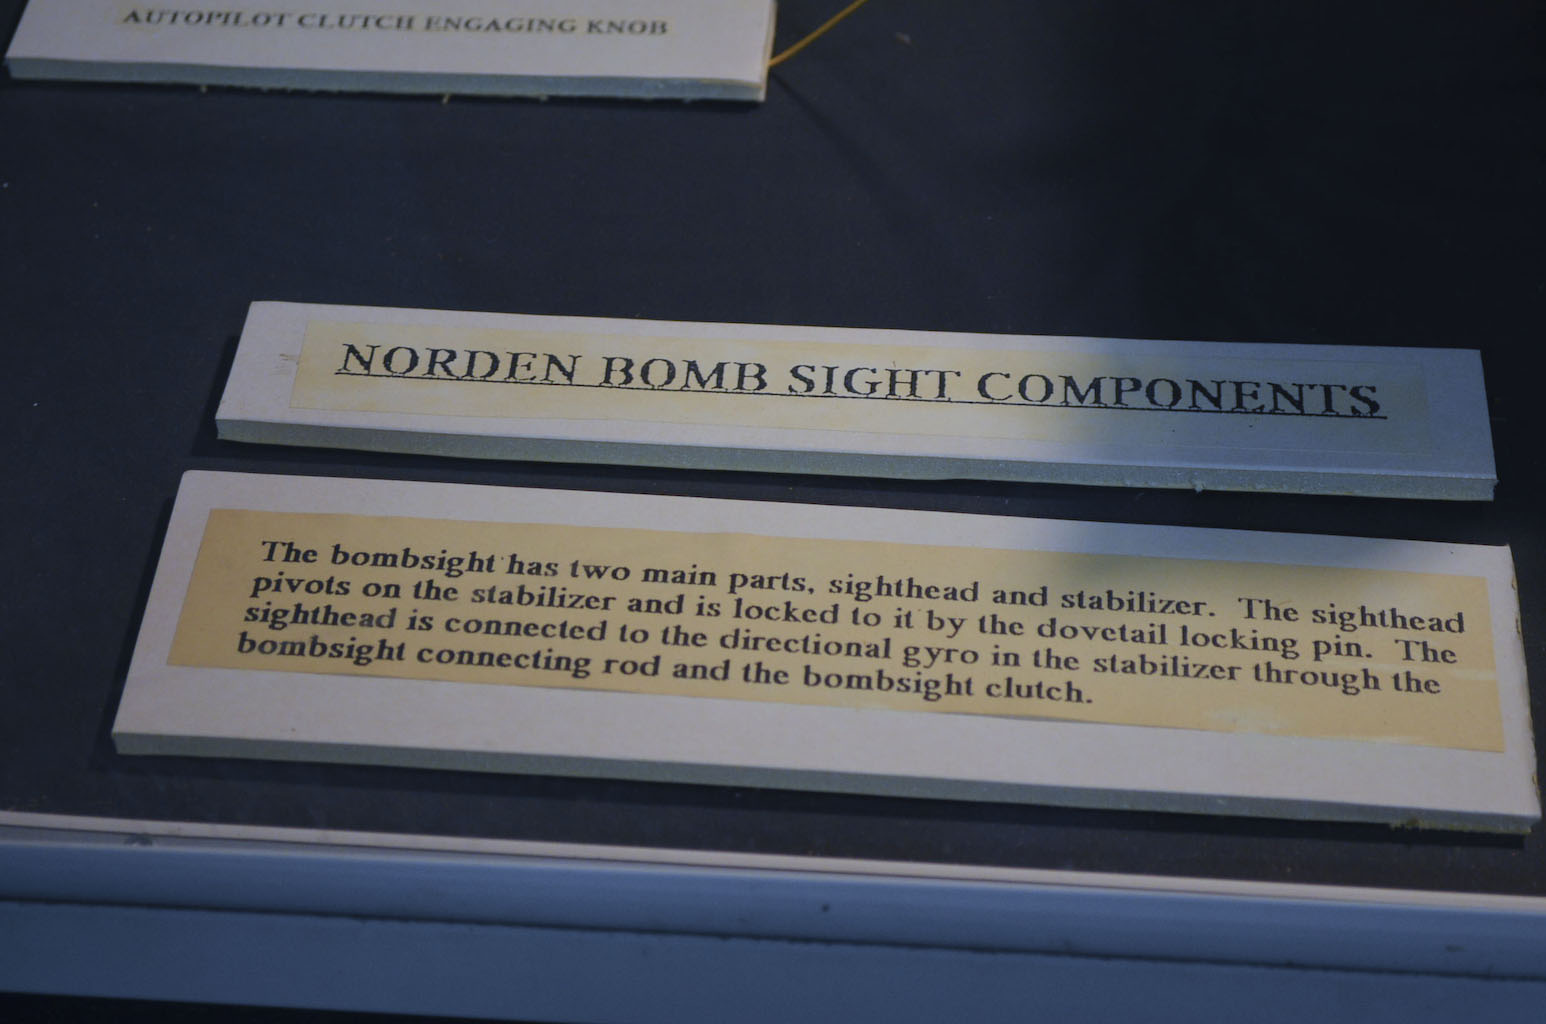 AUTOPILOT CLUTCH ENGAGING KNOB
NORDEN BOMB SIGHT COMPONENTS
The bombsight has two main parts, sighthead and stabilizer. The sighthead
pivots on the stabilizer and is locked to it by the dovetail locking pin. The
sighthead is connected to the directional gyro in the stabilizer through the
bombsight connecting rod and the bombsight clutch.